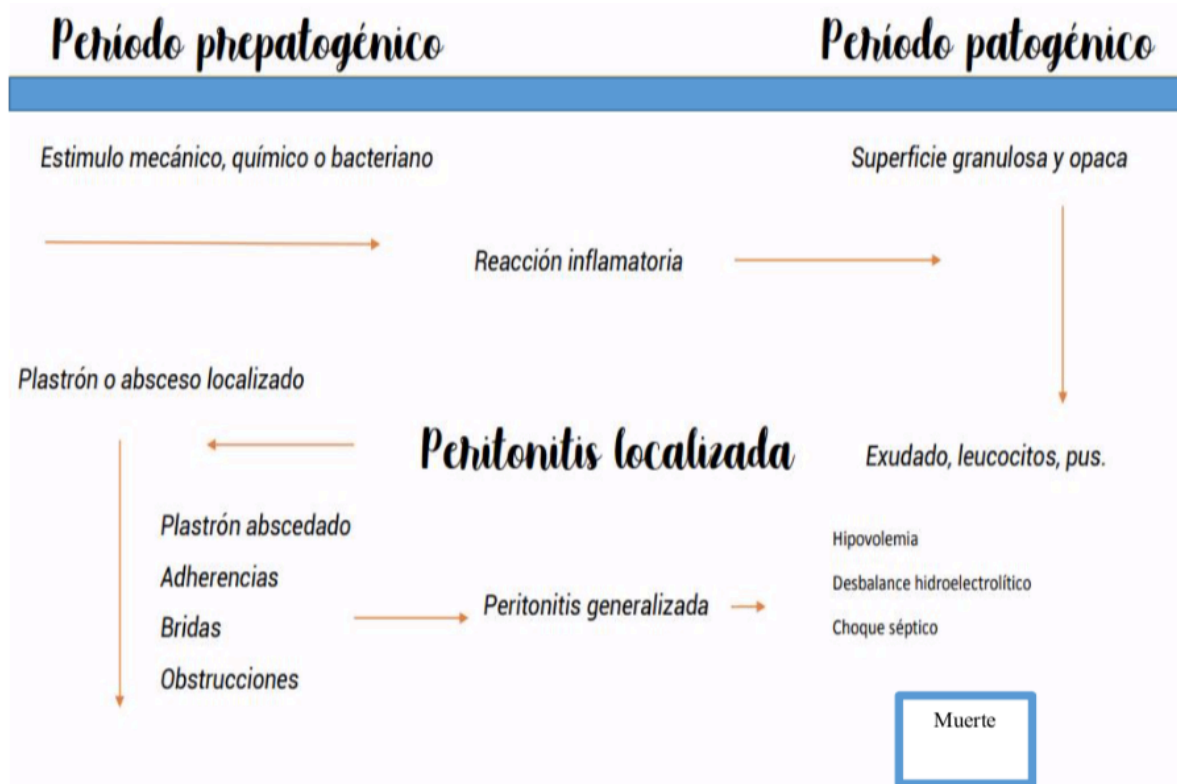 Período prepatogénico
Período patogénico
Estimulo mecánico, químico o bacteriano
Superficie granulosa y opaca
Reacción inflamatoria
Plastrón o absceso localizado
Peritonitis localizada
Exudado, leucocitos, pus.
Plastrón abscedado
Adherencias
Bridas
Obstrucciones
Peritonitis generalizada
Hipovolemia
Desbalance hidroelectrolítico
Choque séptico
Muerte